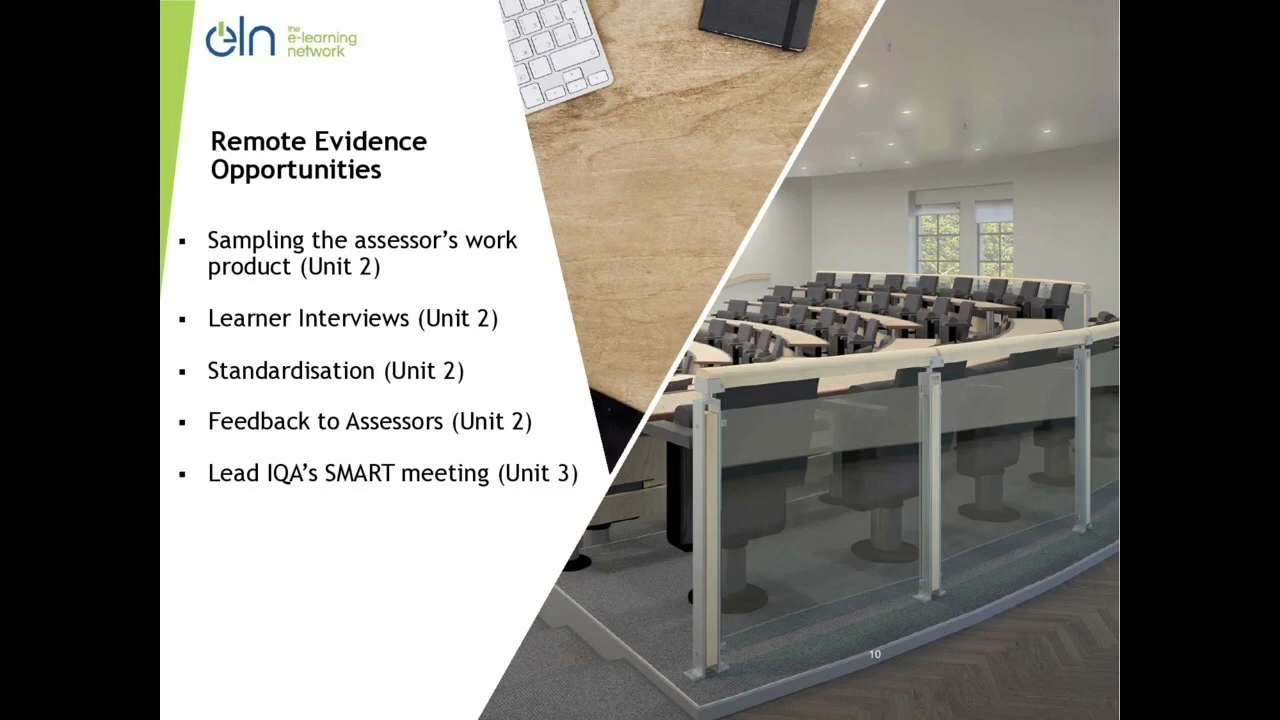 eln the
e-learning
network
Remote Evidence
Opportunities
▪ Sampling the assessor’s work
product (Unit 2)
▪ Learner Interviews (Unit 2)
▪ Standardisation (Unit 2)
▪ Feedback to Assessors (Unit 2)
▪ Lead IQA’s SMART meeting (Unit 3)
10